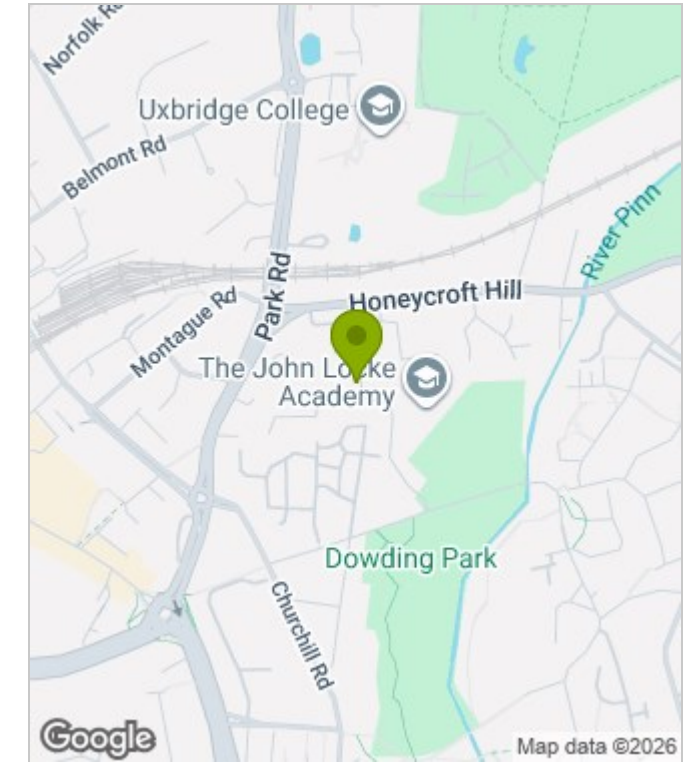 Norfolk Rd
Uxbridge College
Belmont Rd
River Pinn
Park Rd
Honeycroft Hill
Montague Rd
The John Locke
Academy
Dowding Park
Churchill Rd
Google
Map data ©2026